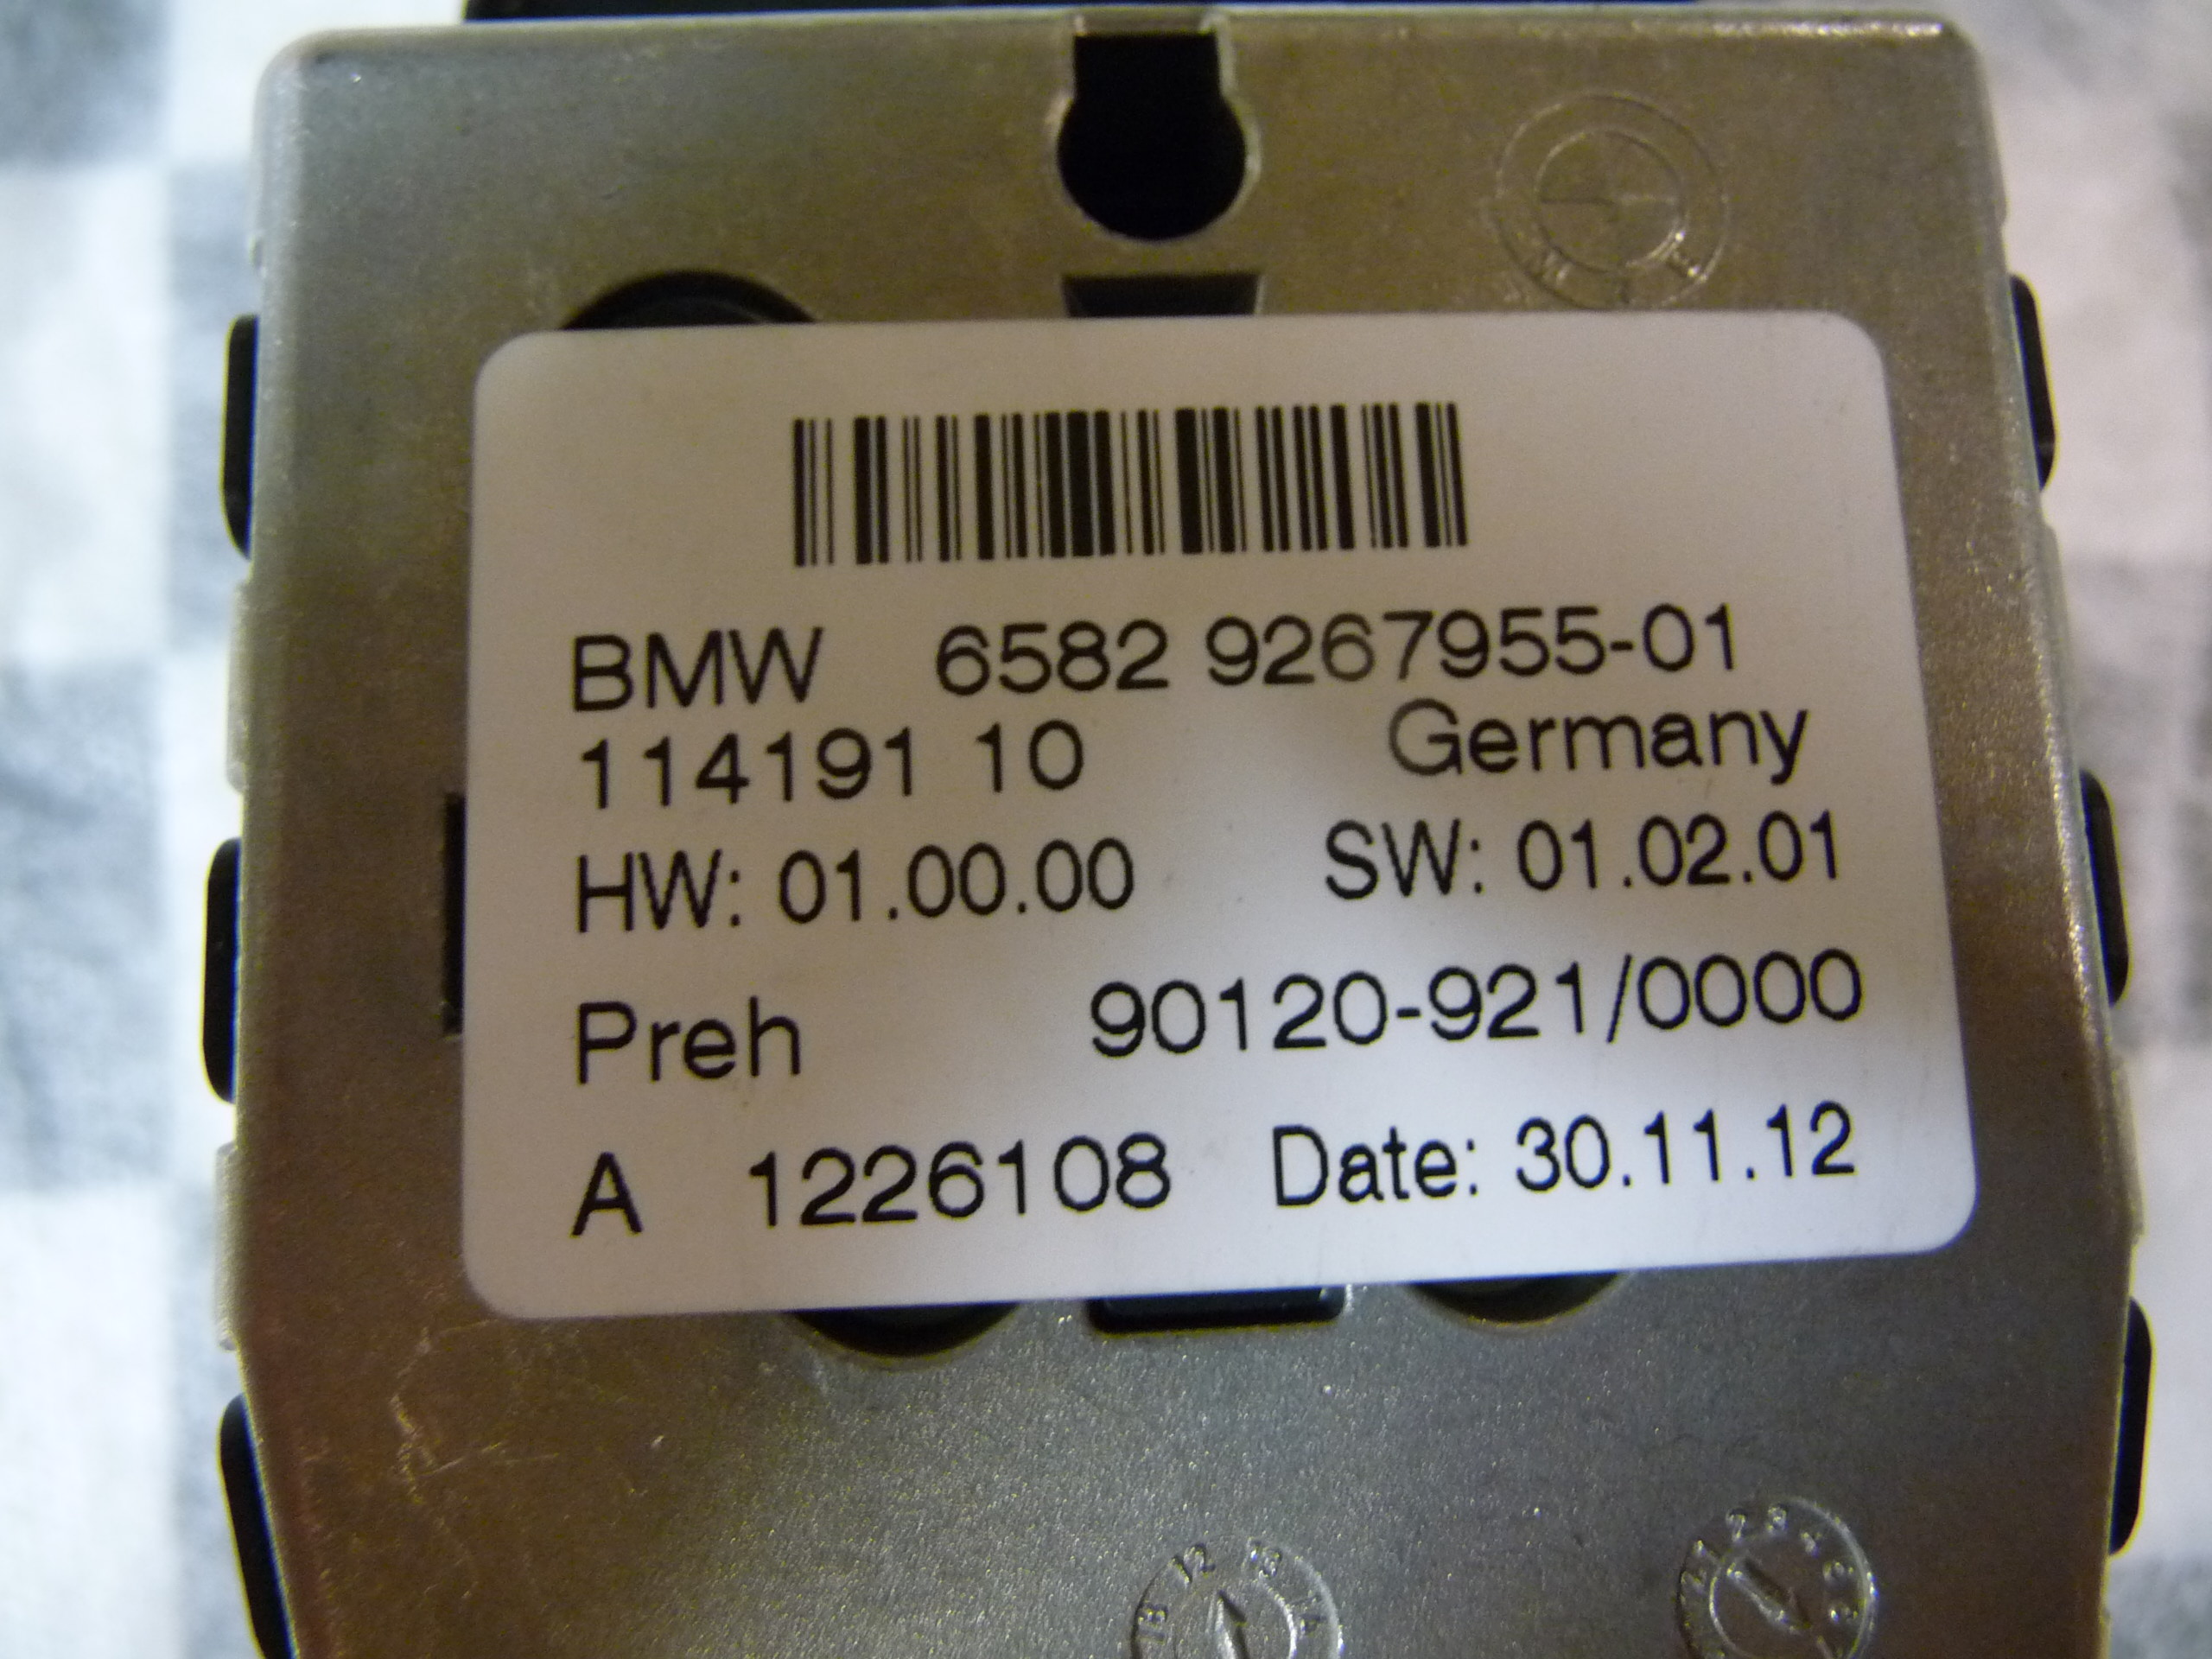 BMW 6582 9267955-01
114191 10 Germany
HW: 01.00.00 SW: 01.02.01
Preh 90120-921/0000
A 1226108 Date: 30.11.12
12